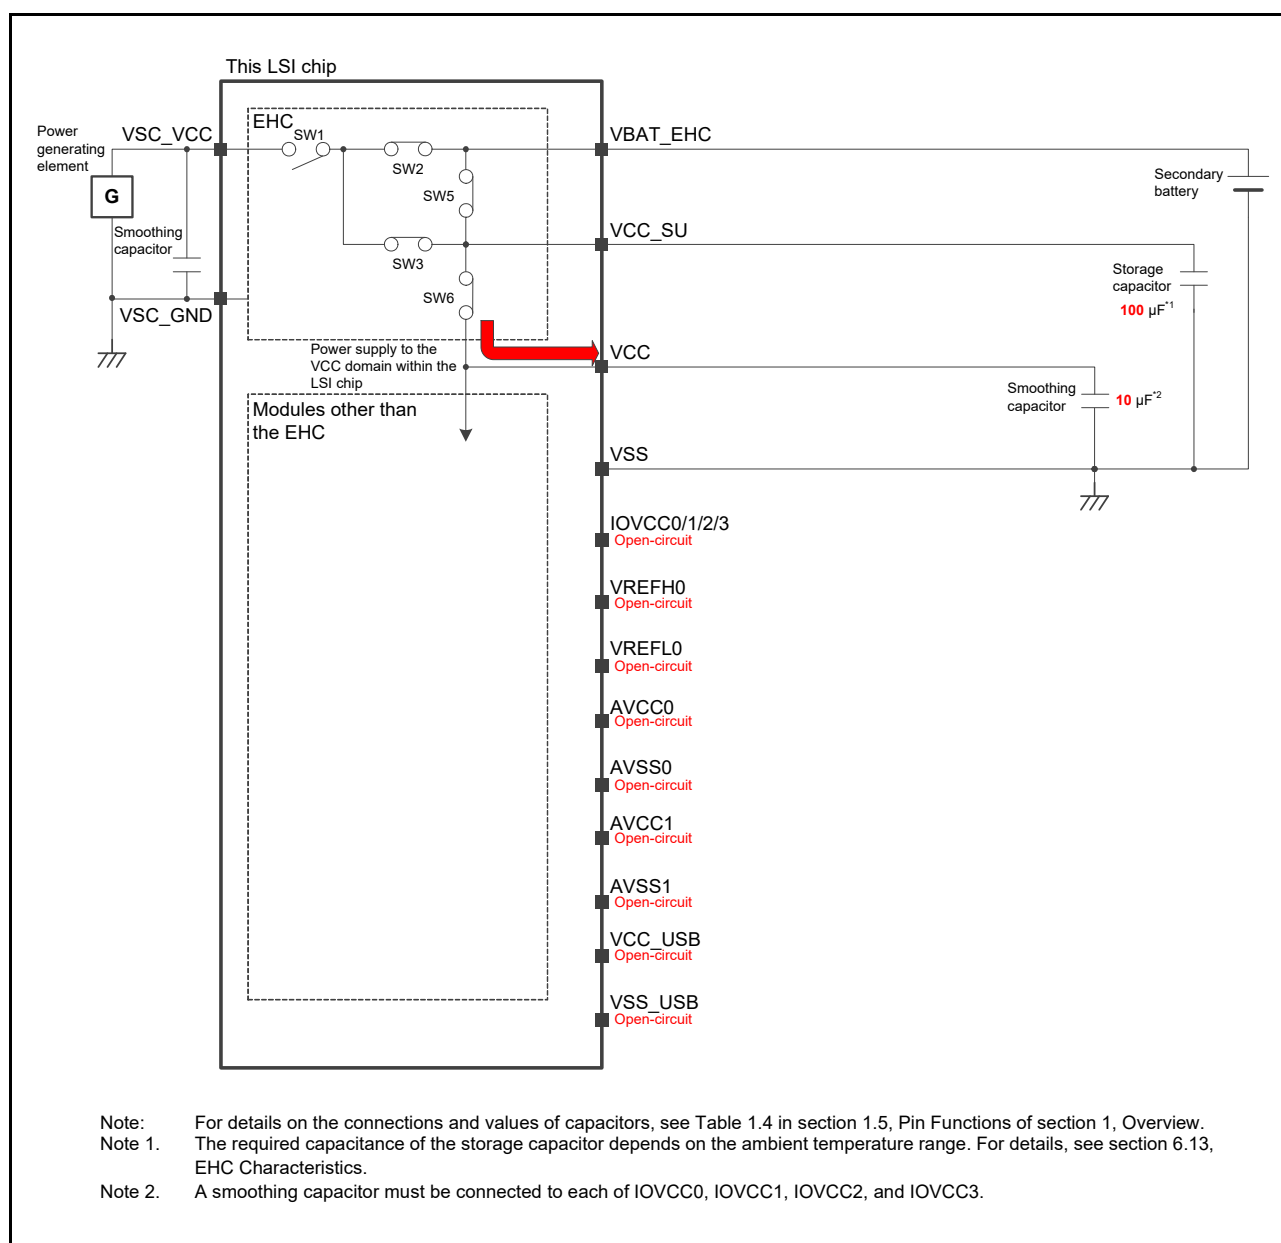 This LSI chip
Power
generating
element
VSC_VCC
EHC
SW1
VBAT_EHC
SW2
Secondary
battery
G
SW5
Smoothing
capacitor
VCC_SU
SW3
Storage
capacitor
100 µF*1
SW6
VSC_GND
Power supply to the
VCC domain within the
LSI chip
VCC
Smoothing
capacitor
10 µF*2
Modules other than
the EHC
VSS
IOVCC0/1/2/3
Open-circuit
VREFH0
Open-circuit
VREFL0
Open-circuit
AVCC0
Open-circuit
AVSS0
Open-circuit
AVCC1
Open-circuit
AVSS1
Open-circuit
VCC_USB
Open-circuit
VSS_USB
Open-circuit
Note: For details on the connections and values of capacitors, see Table 1.4 in section 1.5, Pin Functions of section 1, Overview.
Note 1. The required capacitance of the storage capacitor depends on the ambient temperature range. For details, see section 6.13,
EHC Characteristics.
Note 2. A smoothing capacitor must be connected to each of IOVCC0, IOVCC1, IOVCC2, and IOVCC3.